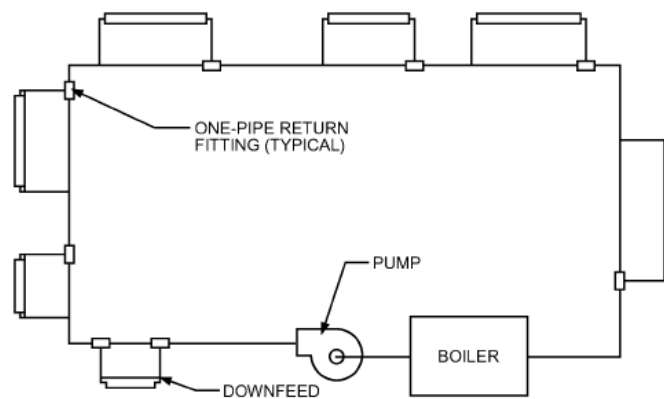 ONE-PIPE RETURN
FITTING (TYPICAL)
PUMP
BOILER
DOWNFEED